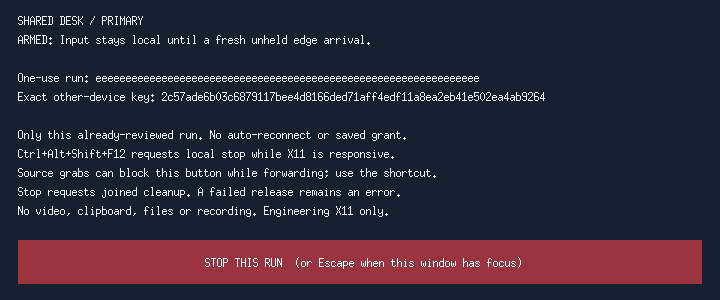 SHARED DESK / PRIMARY
ARMED: Input stays local until a fresh unheld edge arrival.
One-use run: eeeeeeeeeeeeeeeeeeeeeeeeeeeeeeeeeeeeeeeeeeeeeeeeeeeeeeeeeeeeeeee
Exact other-device key: 2c57ade6b03c6879117bee4d8166ded71aff4edf11a8ea2eb41e502ea4ab9264
Only this already-reviewed run. No auto-reconnect or saved grant.
Ctrl+Alt+Shift+F12 requests local stop while X11 is responsive.
Source grabs can block this button while forwarding; use the shortcut.
Stop requests joined cleanup. A failed release remains an error.
No video, clipboard, files or recording. Engineering X11 only.
STOP THIS RUN (or Escape when this window has focus)